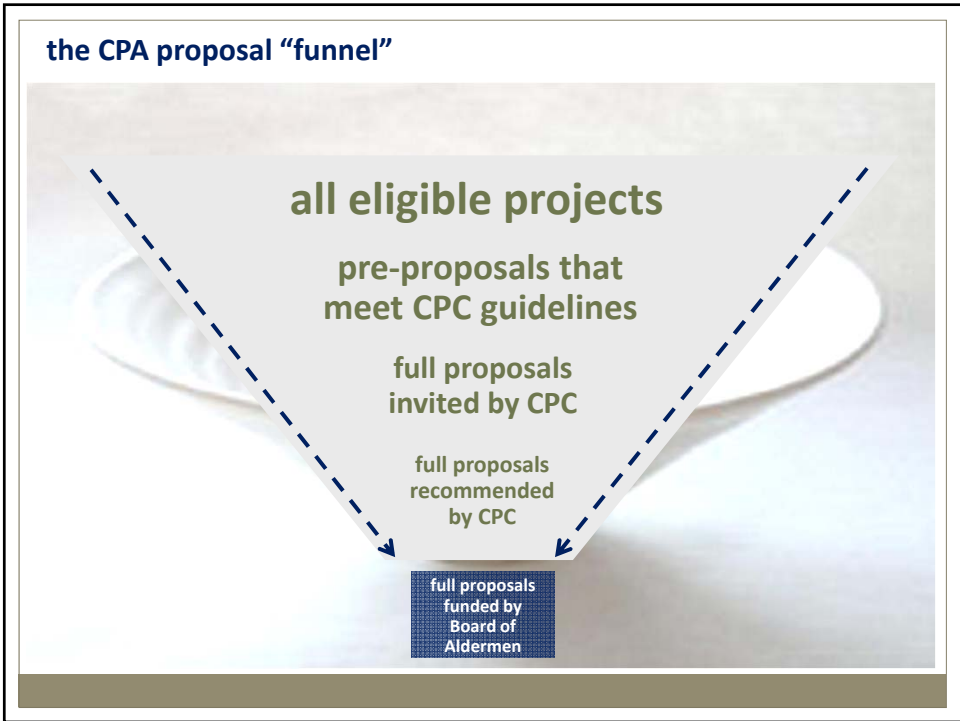 the CPA proposal “funnel”
all eligible projects
pre-proposals that
meet CPC guidelines
full proposals
invited by CPC
full proposals
recommended
by CPC
full proposals
funded by
Board of
Aldermen